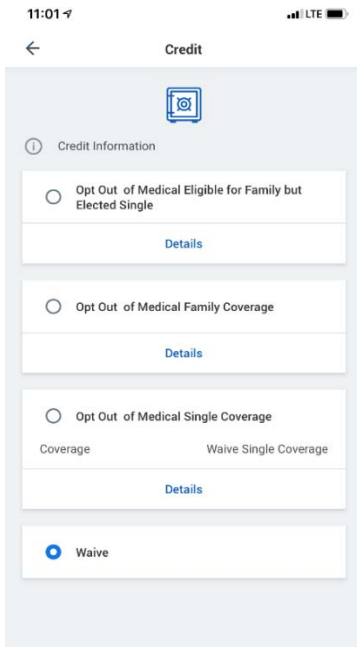 11:01
LTE
Credit
Credit Information
Opt Out of Medical Eligible for Family but
Elected Single
Details
Opt Out of Medical Family Coverage
Details
Opt Out of Medical Single Coverage
Coverage Waive Single Coverage
Details
Waive